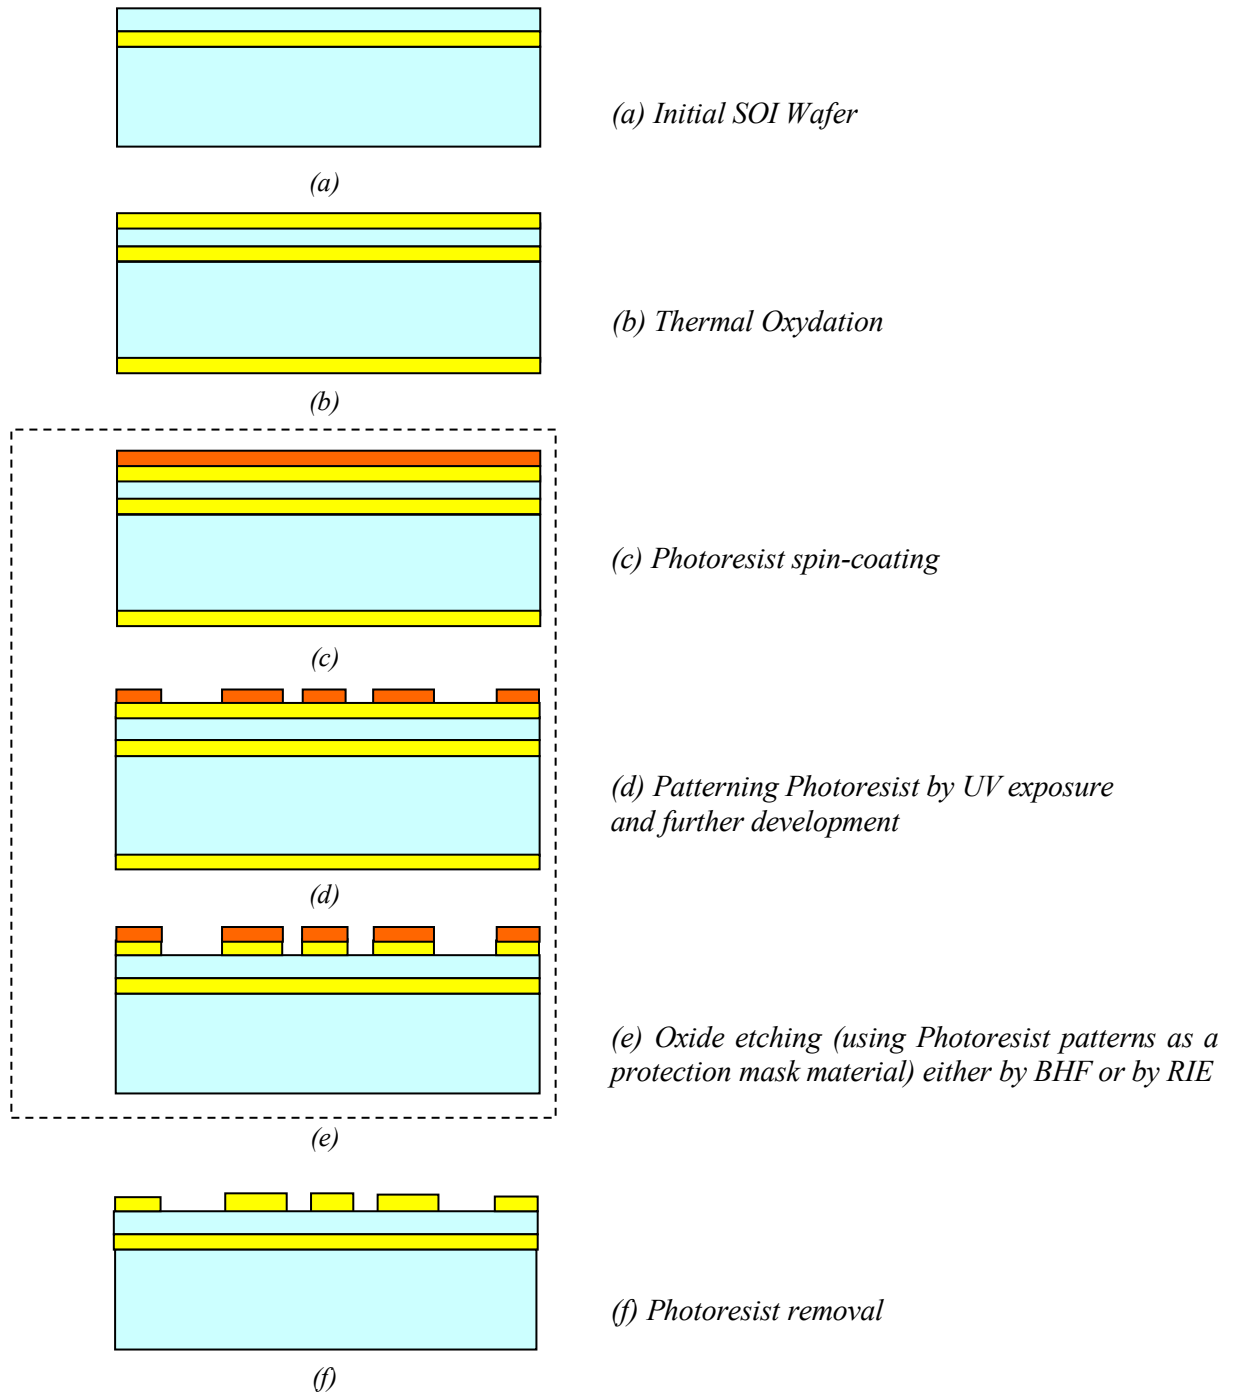 (a) Initial SOI Wafer
(a)
(b) Thermal Oxydation
(b)
(c) Photoresist spin-coating
(c)
(d) Patterning Photoresist by UV exposure
and further development
(d)
(e) Oxide etching (using Photoresist patterns as a
protection mask material) either by BHF or by RIE
(e)
(f) Photoresist removal
(f)